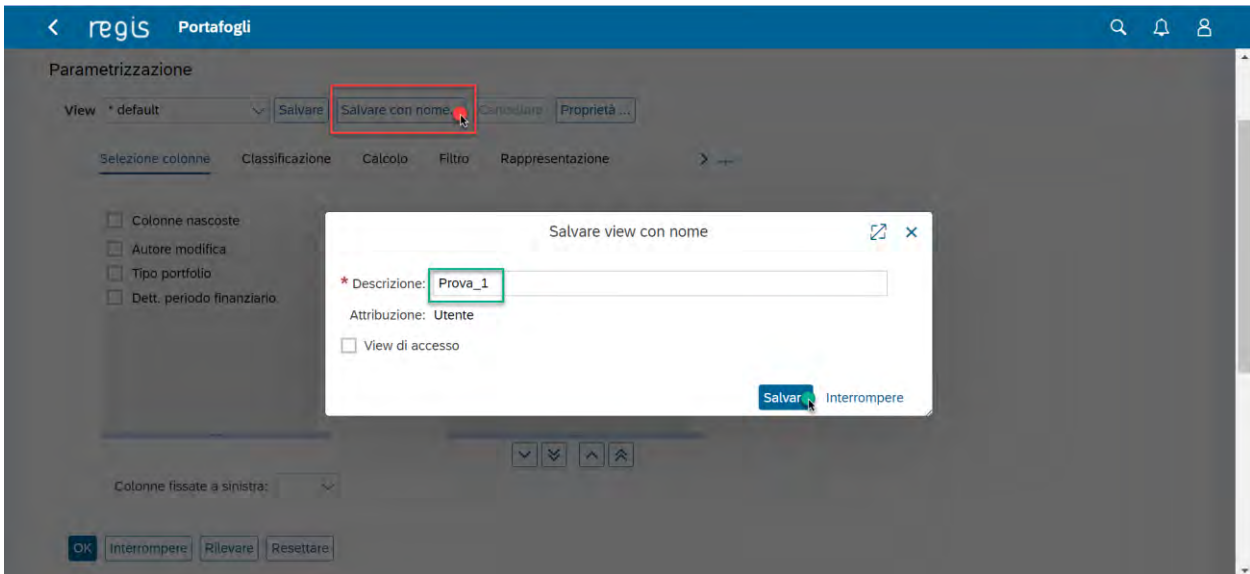 regis Portafogli
Parametrizzazione
View * default Salvare Salvare con nome... Cancellare Proprietà ...
Selezione colonne Classificazione Calcolo Filtro Rappresentazione
Colonne nascoste
Autore modifica
Tipo portfolio
Dett. periodo finanziario
Salvare view con nome
* Descrizione: Prova_1
Attribuzione: Utente
View di accesso
Salvare Interrompere
Colonne fissate a sinistra:
OK Interrompere Rilevare Resettare